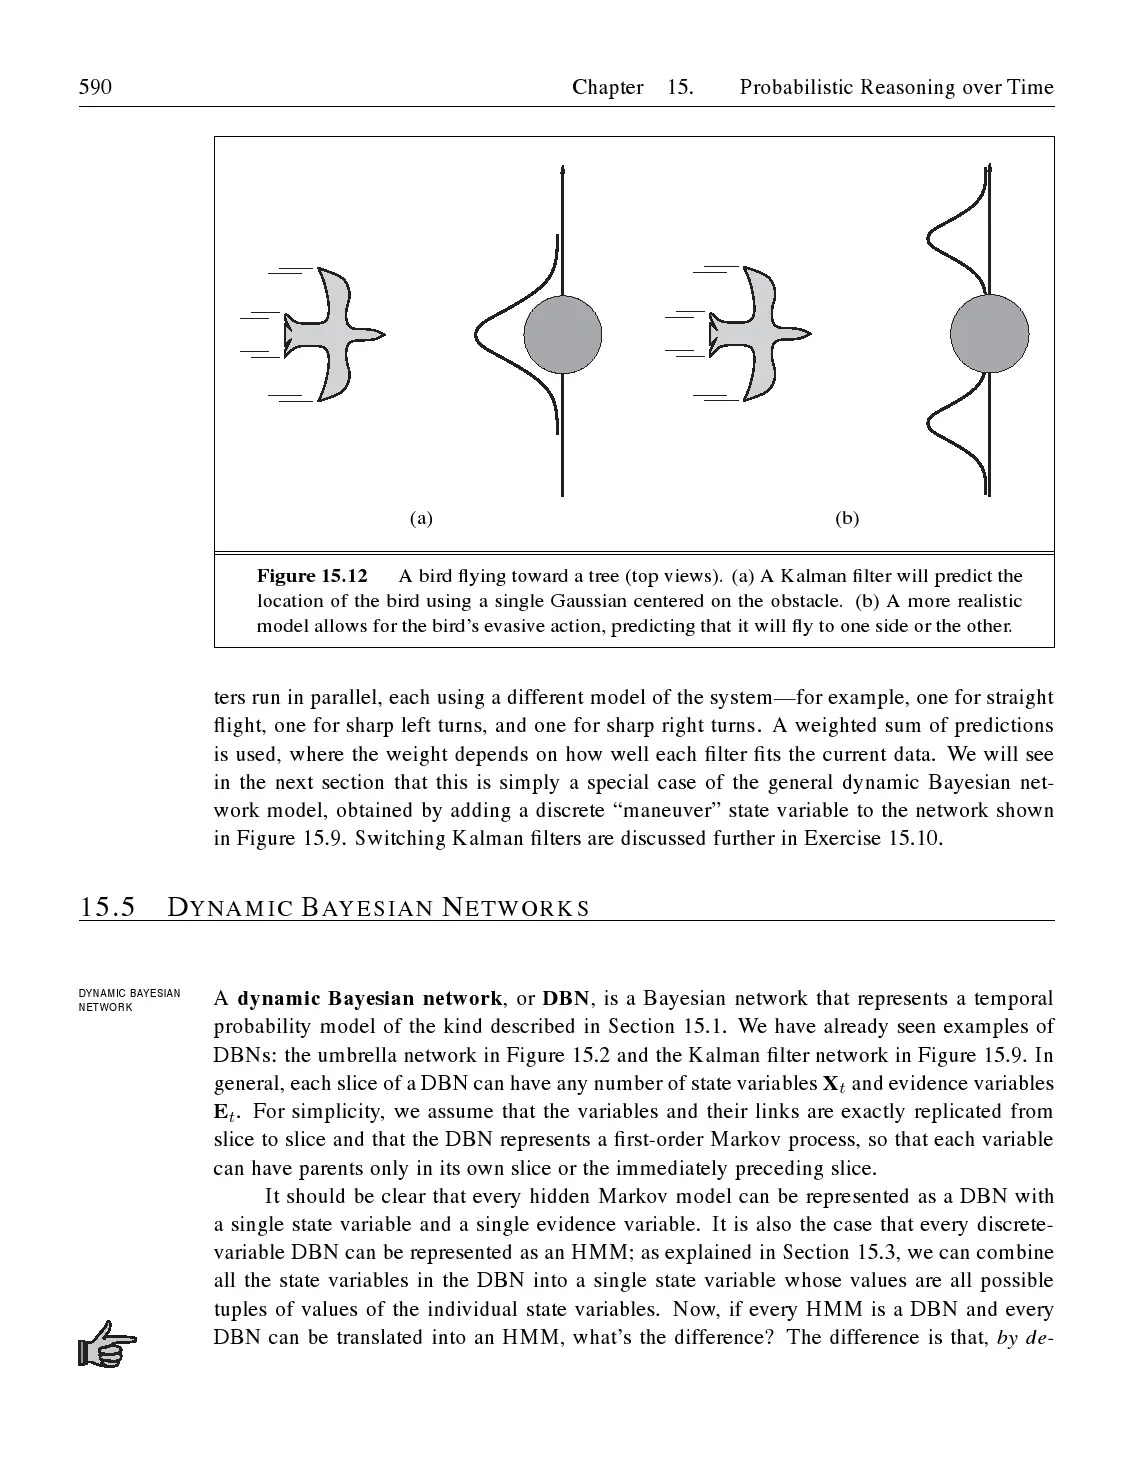 590 Chapter 15. Probabilistic Reasoning over Time
(a) (b)
Figure 15.12 A bird flying toward a tree (top views). (a) A Kalman filter will predict the
location of the bird using a single Gaussian centered on the obstacle. (b) A more realistic
model allows for the bird's evasive action, predicting that it will fly to one side or the other.
ters run in parallel, each using a different model of the system—for example, one for straight
flight, one for sharp left turns, and one for sharp right turns. A weighted sum of predictions
is used, where the weight depends on how well each filter fits the current data. We will see
in the next section that this is simply a special case of the general dynamic Bayesian net-
work model, obtained by adding a discrete “maneuver” state variable to the network shown
in Figure 15.9. Switching Kalman filters are discussed further in Exercise 15.10.
15.5 DYNAMIC BAYESIAN NETWORKS
DYNAMIC BAYESIAN
NETWORK
A dynamic Bayesian network, or DBN, is a Bayesian network that represents a temporal
probability model of the kind described in Section 15.1. We have already seen examples of
DBNs: the umbrella network in Figure 15.2 and the Kalman filter network in Figure 15.9. In
general, each slice of a DBN can have any number of state variables Xt and evidence variables
Et. For simplicity, we assume that the variables and their links are exactly replicated from
slice to slice and that the DBN represents a first-order Markov process, so that each variable
can have parents only in its own slice or the immediately preceding slice.
It should be clear that every hidden Markov model can be represented as a DBN with
a single state variable and a single evidence variable. It is also the case that every discrete-
variable DBN can be represented as an HMM; as explained in Section 15.3, we can combine
all the state variables in the DBN into a single state variable whose values are all possible
tuples of values of the individual state variables. Now, if every HMM is a DBN and every
DBN can be translated into an HMM, what's the difference? The difference is that, by de-